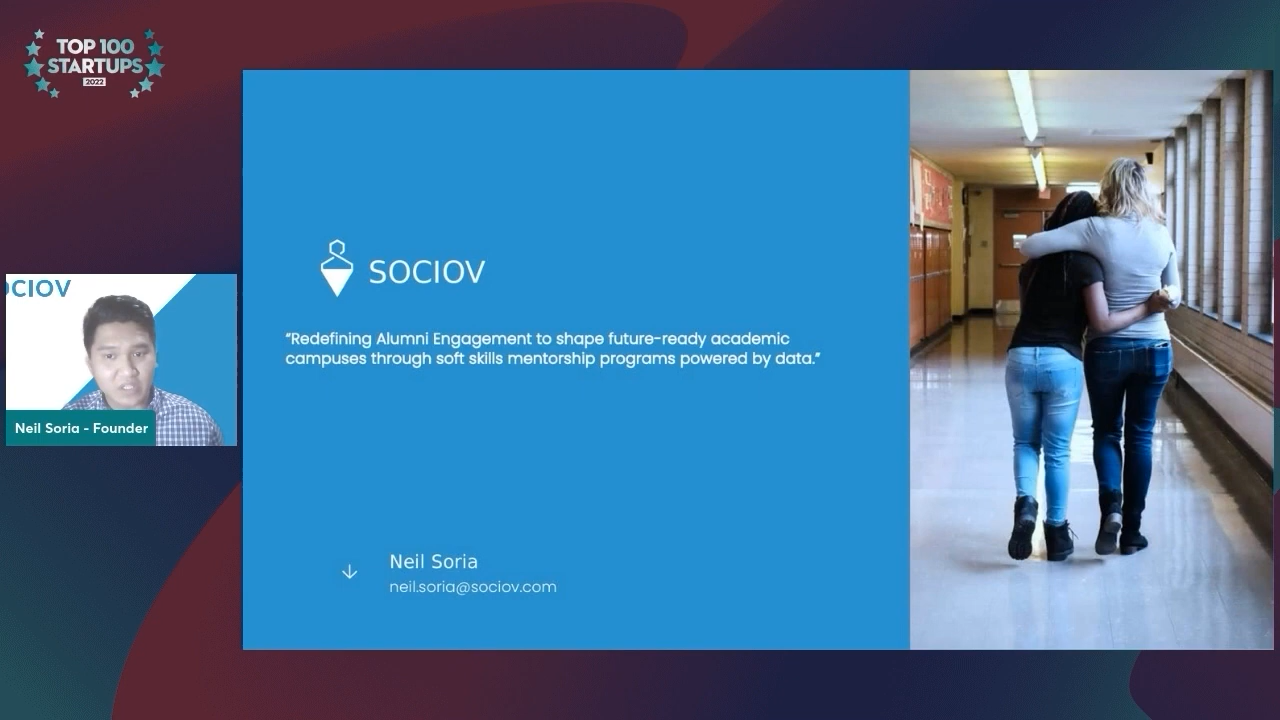 TOP 100
STARTUPS
2022
SOCIOV
“Redefining Alumni Engagement to shape future-ready academic
campuses through soft skills mentorship programs powered by data.”
OCIOV
Neil Soria - Founder
Neil Soria
neil.soria@sociov.com